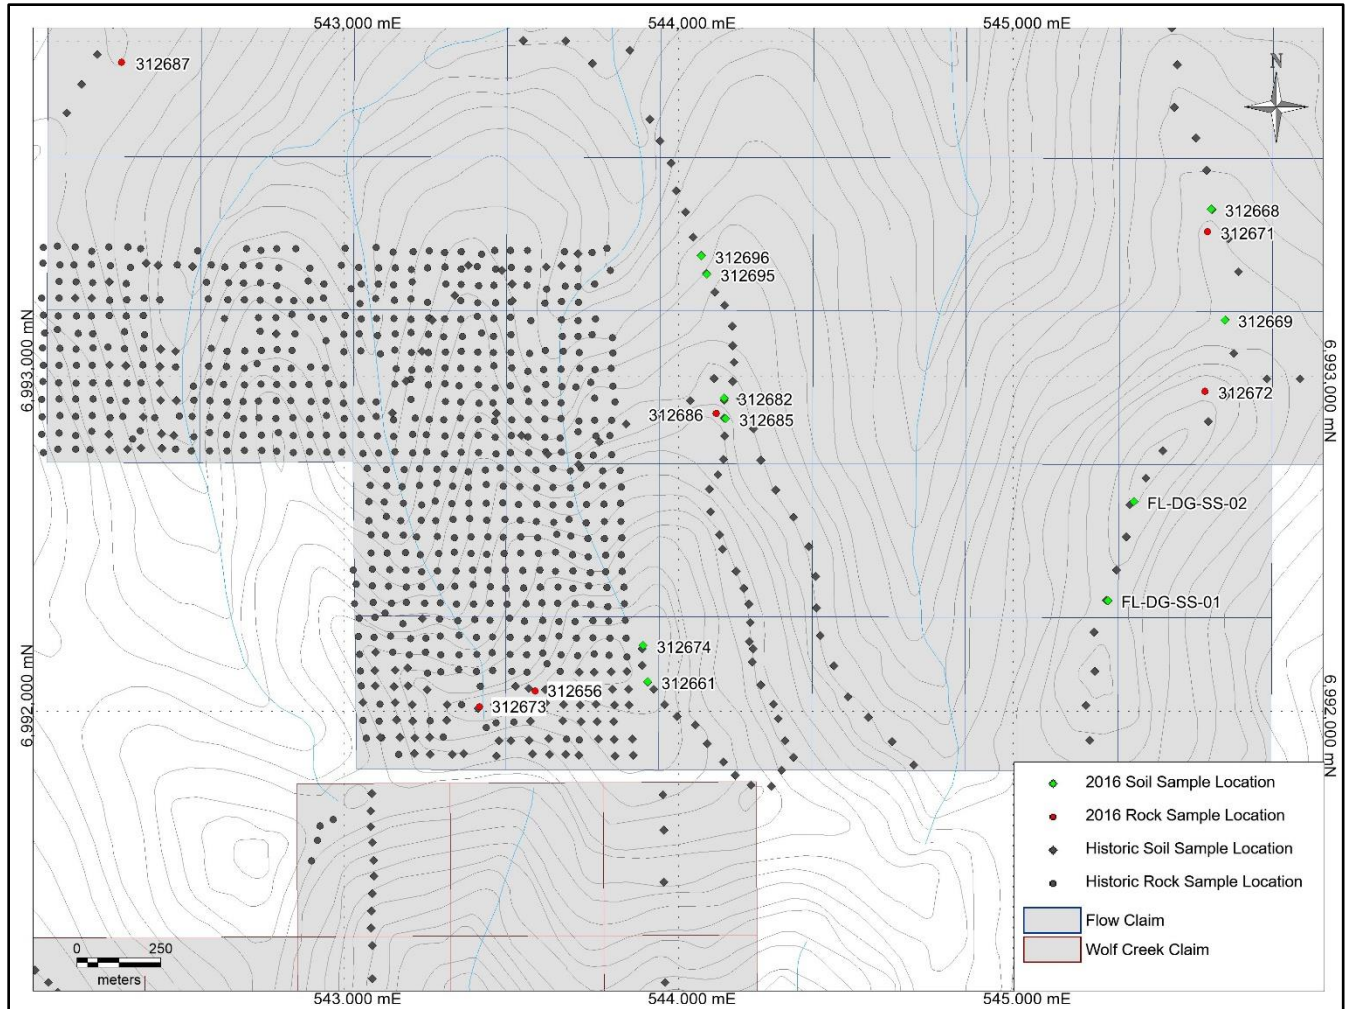 543,000 mE 544,000 mE 545,000 mE
312687
N
312668
312671
312696
312695
312669
6,993,000 mN
6,993,000 mN
312682
312672
312686
312685
FL-DG-SS-02
FL-DG-SS-01
312674
6,992,000 mN
312661
312656
6,992,000 mN
312673
2016 Soil Sample Location
2016 Rock Sample Location
Historic Soil Sample Location
Historic Rock Sample Location
Flow Claim
Wolf Creek Claim
0 250
meters
543,000 mE 544,000 mE 545,000 mE